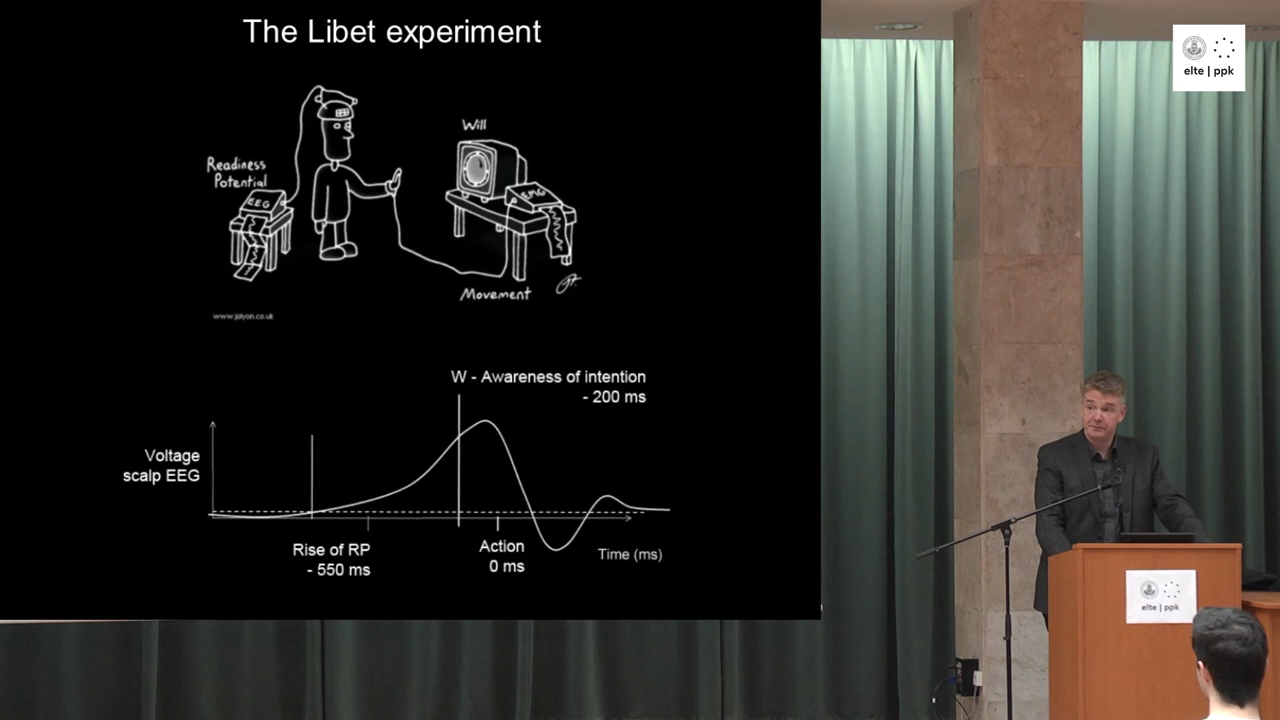 The Libet experiment
Will
Readiness
Potential
EEG
EMG
Movement
www.jolyon.co.uk
W - Awareness of intention
- 200 ms
Voltage
scalp EEG
Rise of RP
- 550 ms
Action
0 ms
Time (ms)
elte | ppk
elte | ppk